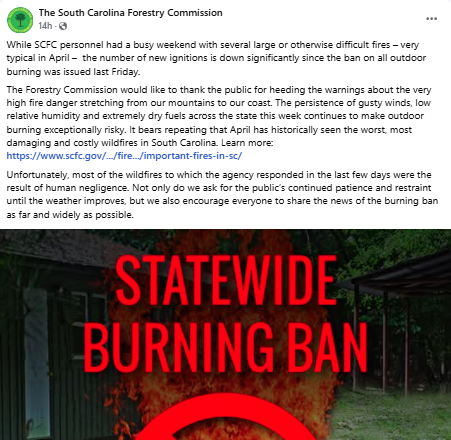 The South Carolina Forestry Commission
14h ·
While SCFC personnel had a busy weekend with several large or otherwise difficult fires – very
typical in April – the number of new ignitions is down significantly since the ban on all outdoor
burning was issued last Friday.
The Forestry Commission would like to thank the public for heeding the warnings about the very
high fire danger stretching from our mountains to our coast. The persistence of gusty winds, low
relative humidity and extremely dry fuels across the state this week continues to make outdoor
burning exceptionally risky. It bears repeating that April has historically seen the worst, most
damaging and costly wildfires in South Carolina. Learn more:
https://www.scfc.gov/.../fire.../important-fires-in-sc/
Unfortunately, most of the wildfires to which the agency responded in the last few days were the
result of human negligence. Not only do we ask for the public's continued patience and restraint
until the weather improves, but we also encourage everyone to share the news of the burning ban
as far and widely as possible.
STATEWIDE
BURNING BAN